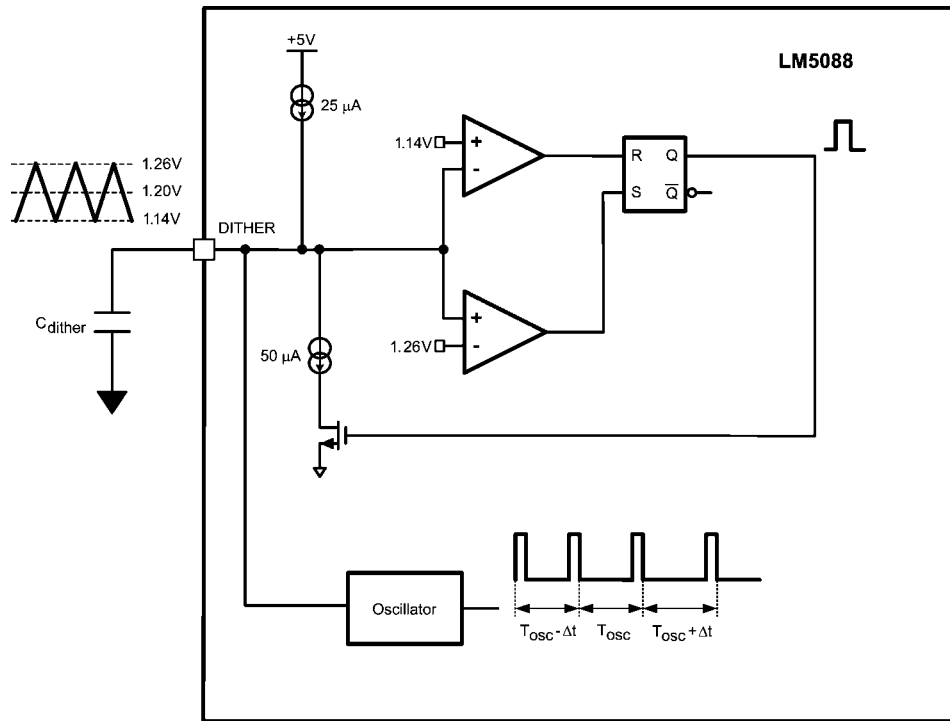 +5V
LM5088
25 μA
1.14V
+
-
R Q
S Q̅
1.26V
1.20V
1.14V
DITHER
C_dither
50 μA
+
1.26V
-
Oscillator
T_OSC - Δt
T_OSC
T_OSC + Δt